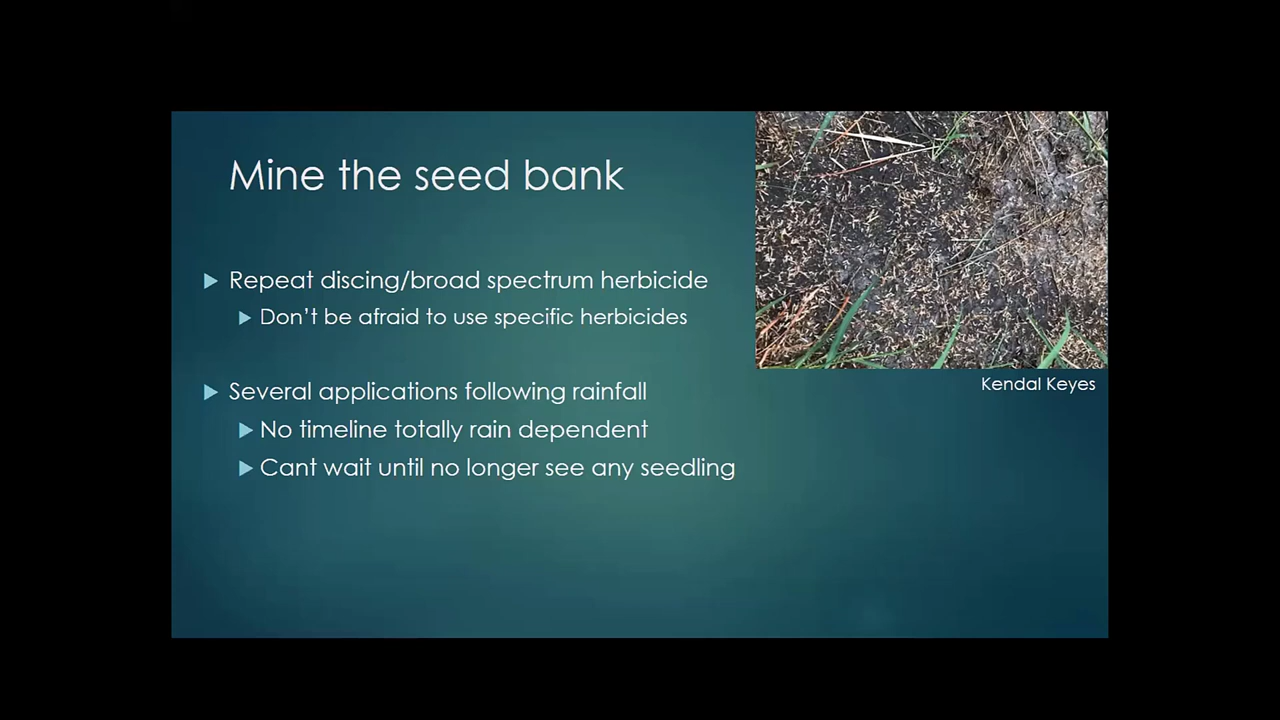 Mine the seed bank
Repeat discing/broad spectrum herbicide
Don't be afraid to use specific herbicides
Several applications following rainfall
No timeline totally rain dependent
Cant wait until no longer see any seedling
Kendal Keyes